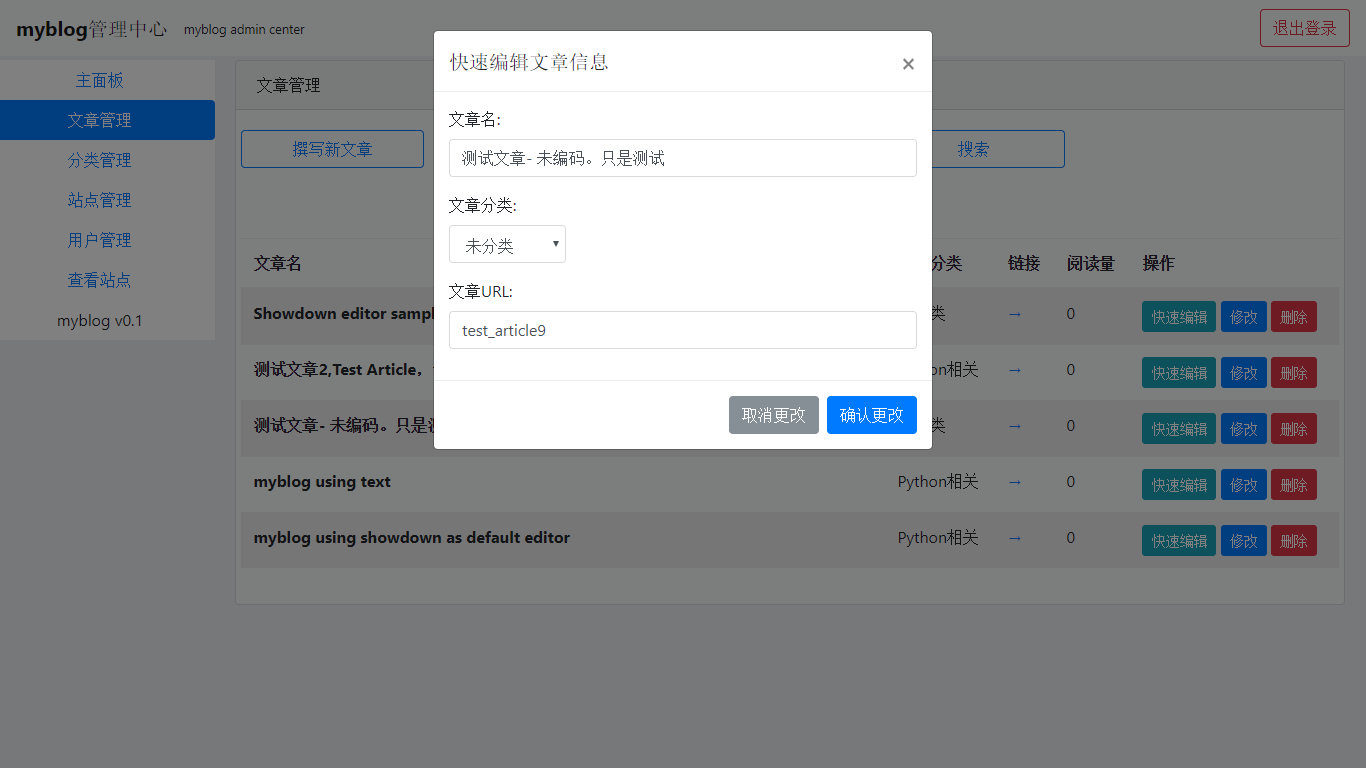 myblog管理中心 myblog admin center
退出登录
主面板
文章管理
分类管理
站点管理
用户管理
查看站点
myblog v0.1
文章管理
撰写新文章
搜索
快速编辑文章信息 ×
文章名:
测试文章- 未编码。只是测试
文章分类:
未分类
文章URL:
test_article9
取消更改 确认更改
文章名 分类 链接 阅读量 操作
Showdown editor sampl 类 → 0 快速编辑 修改 删除
测试文章2,Test Article， on相关 → 0 快速编辑 修改 删除
测试文章- 未编码。只是 类 → 0 快速编辑 修改 删除
myblog using text Python相关 → 0 快速编辑 修改 删除
myblog using showdown as default editor Python相关 → 0 快速编辑 修改 删除